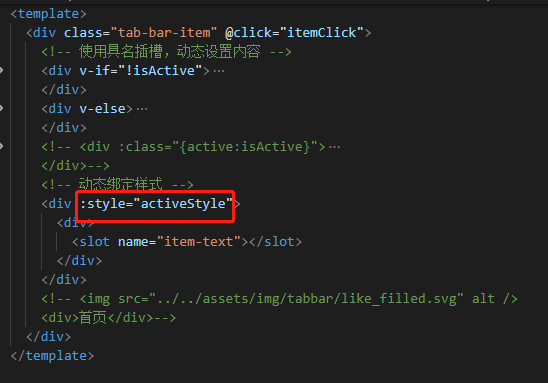 <template>
<div class="tab-bar-item" @click="itemClick">
<!-- 使用具名插槽，动态设置内容 -->
<div v-if="!isActive">…
</div>
<div v-else>…
</div>
<!-- <div :class="{active:isActive}">…
</div>-->
<!-- 动态绑定样式 -->
<div :style="activeStyle">
<div>
<slot name="item-text"></slot>
</div>
</div>
<!-- <img src="../../assets/img/tabbar/like_filled.svg" alt />
<div>首页</div>-->
</div>
</template>